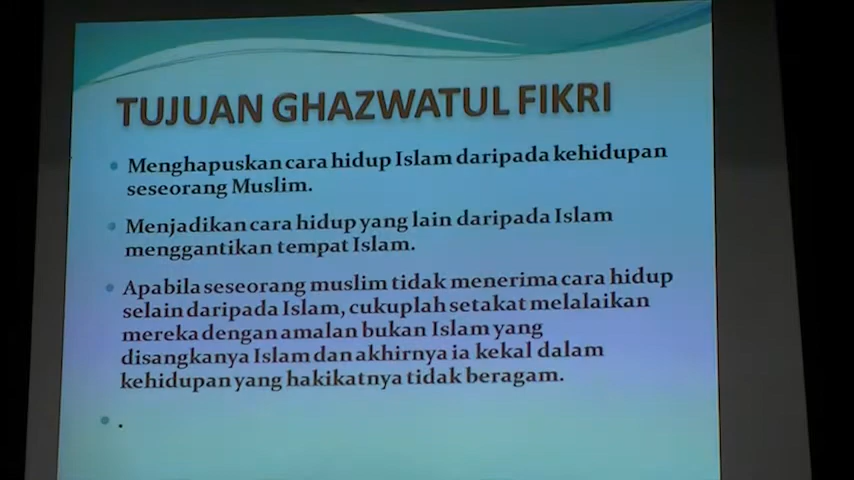 TUJUAN GHAZWATUL FIKRI
• Menghapuskan cara hidup Islam daripada kehidupan
seseorang Muslim.
• Menjadikan cara hidup yang lain daripada Islam
menggantikan tempat Islam.
• Apabila seseorang muslim tidak menerima cara hidup
selain daripada Islam, cukuplah setakat melalaikan
mereka dengan amalan bukan Islam yang
disangkanya Islam dan akhirnya ia kekal dalam
kehidupan yang hakikatnya tidak beragam.
• .